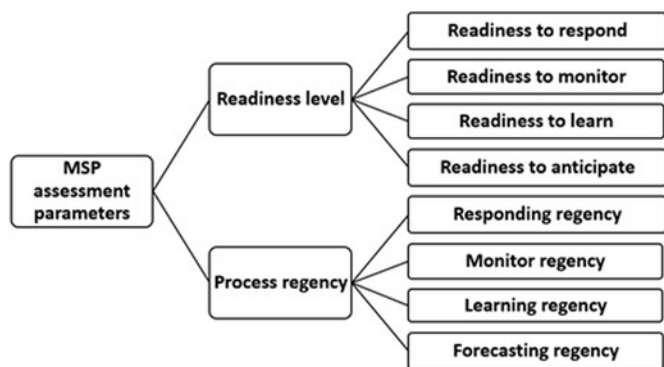 MSP
assessment
parameters
Readiness level
Process regency
Readiness to respond
Readiness to monitor
Readiness to learn
Readiness to anticipate
Responding regency
Monitor regency
Learning regency
Forecasting regency